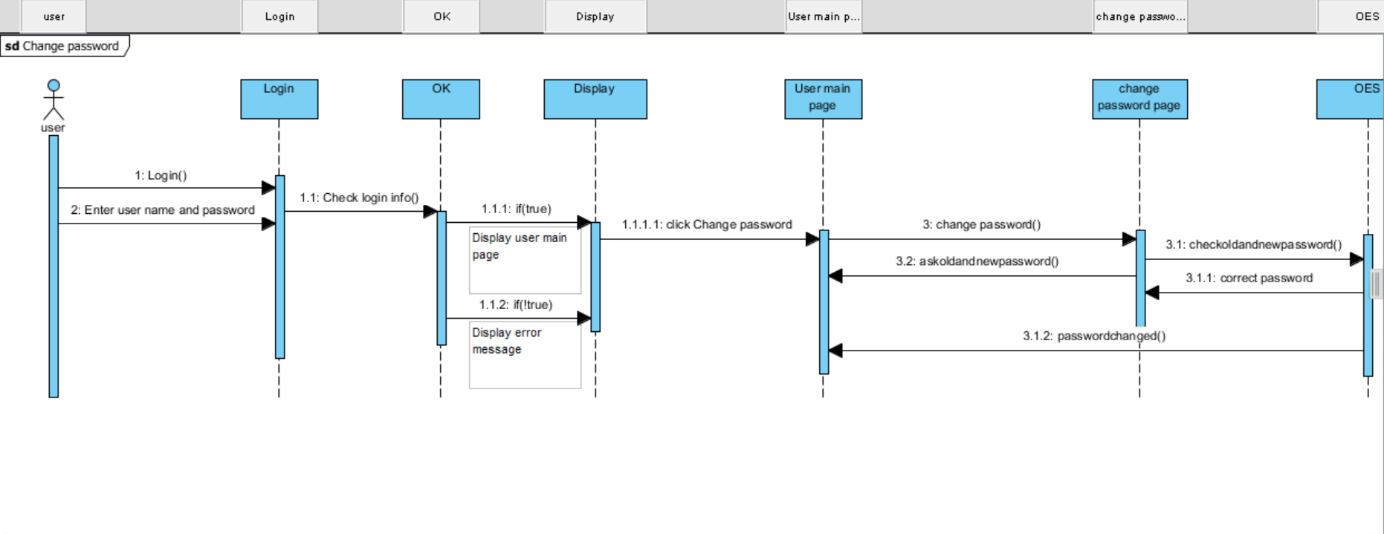 user
Login
OK
Display
User main p...
change passwo...
OES
sd Change password
Login
OK
Display
User main
page
change
password page
OES
user
1: Login()
1.1: Check login info()
2: Enter user name and password
1.1.1: if(true)
1.1.1.1: click Change password
3: change password()
Display user main
page
3.1: checkoldandnewpassword()
3.2: askoldandnewpassword()
3.1.1: correct password
1.1.2: if(!true)
Display error
message
3.1.2: passwordchanged()